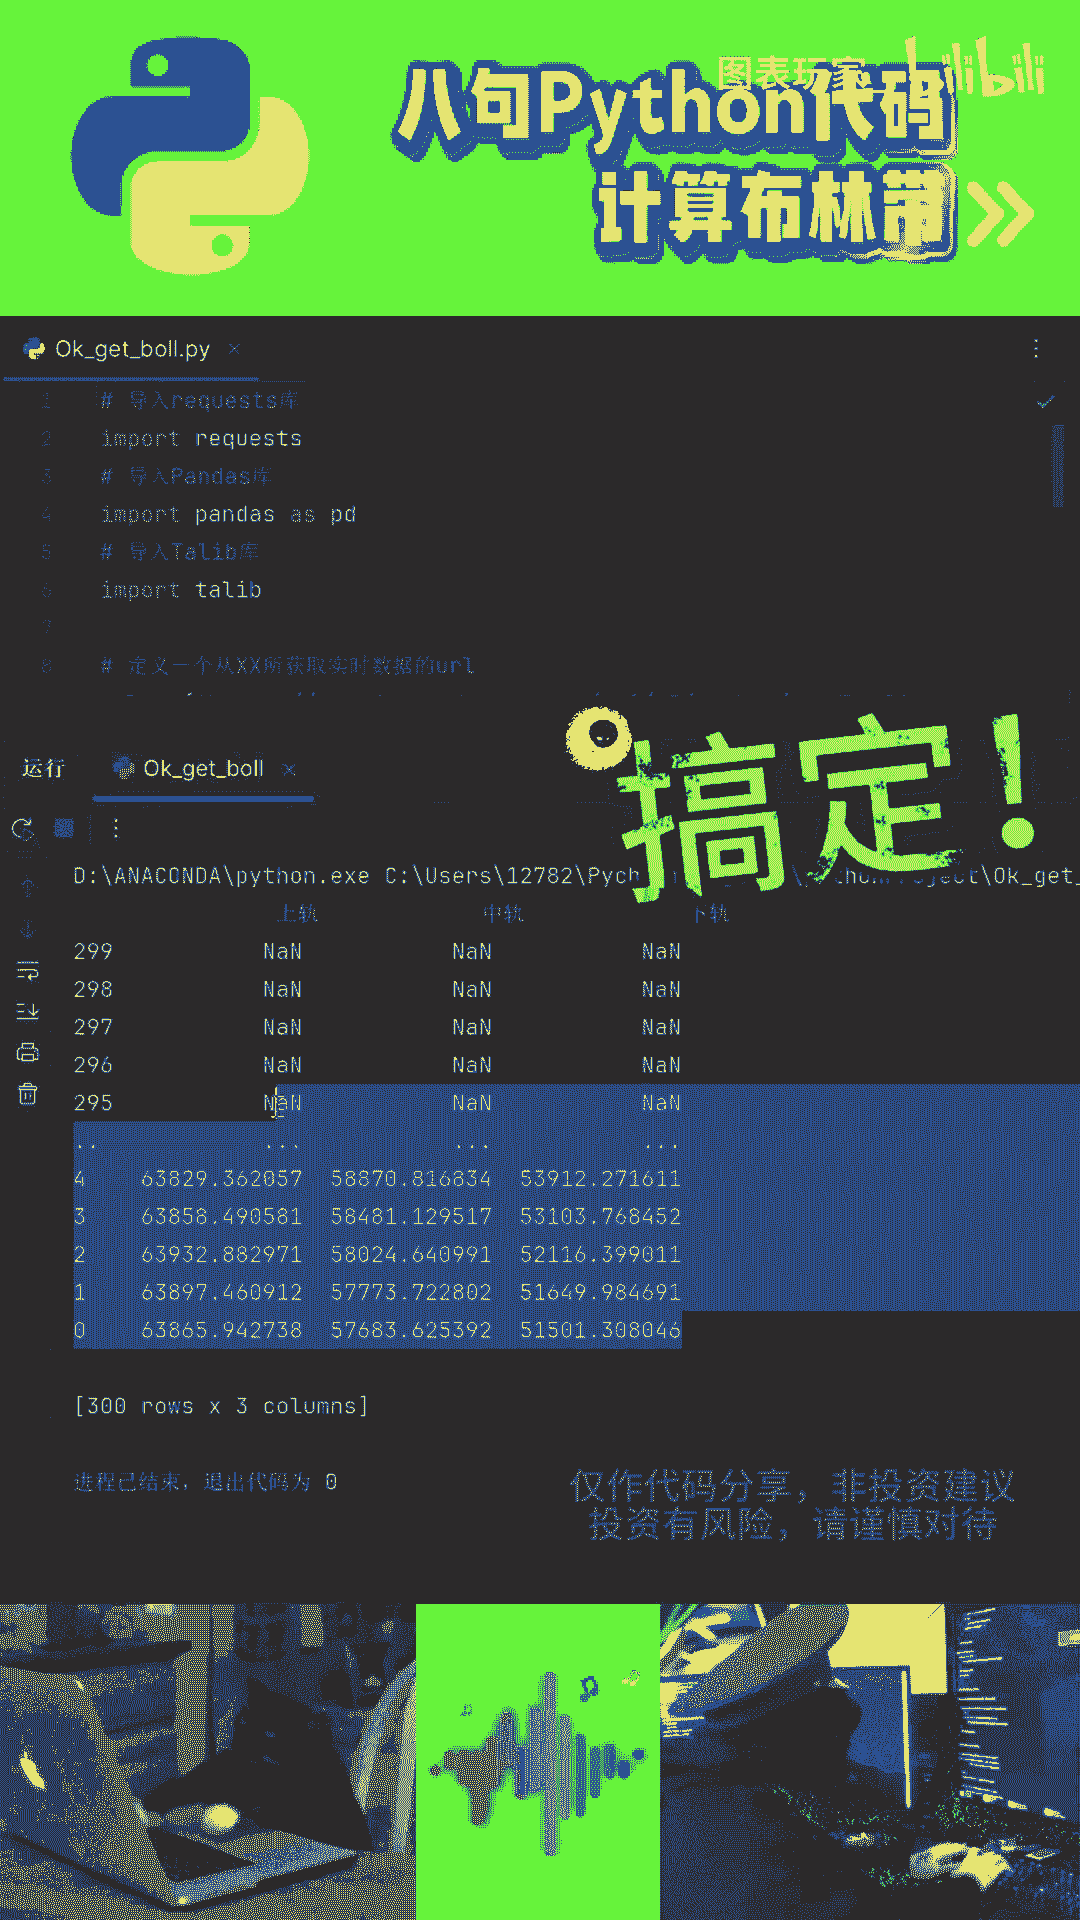 图表玩家_ bilibili
八句Python代码
计算布林带
Ok_get_boll.py
1 # 导入requests库
2 import requests
3 # 导入Pandas库
4 import pandas as pd
5 # 导入Talib库
6 import talib
7
8 # 定义一个从XX所获取实时数据的url
搞定!
运行 Ok_get_boll
D:\ANACONDA\python.exe C:\Users\12782\Pych \Ok_get_
上轨 中轨 下轨
299 NaN NaN NaN
298 NaN NaN NaN
297 NaN NaN NaN
296 NaN NaN NaN
295 NaN NaN NaN
.. ... ... ...
4 63829.362057 58870.816834 53912.271611
3 63858.490581 58481.129517 53103.768452
2 63932.882971 58024.640991 52116.399011
1 63897.460912 57773.722802 51649.984691
0 63865.942738 57683.625392 51501.308046
[300 rows x 3 columns]
进程已结束，退出代码为 0
仅作代码分享，非投资建议
投资有风险，请谨慎对待